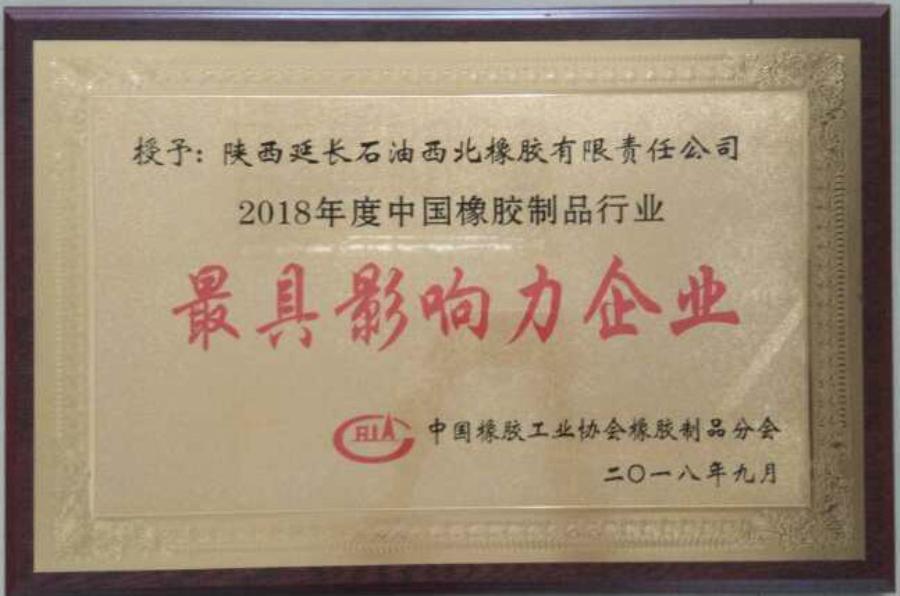 授予：陕西延长石油西北橡胶有限责任公司
2018年度中国橡胶制品行业
最具影响力企业
CRIA 中国橡胶工业协会橡胶制品分会
二〇一八年九月